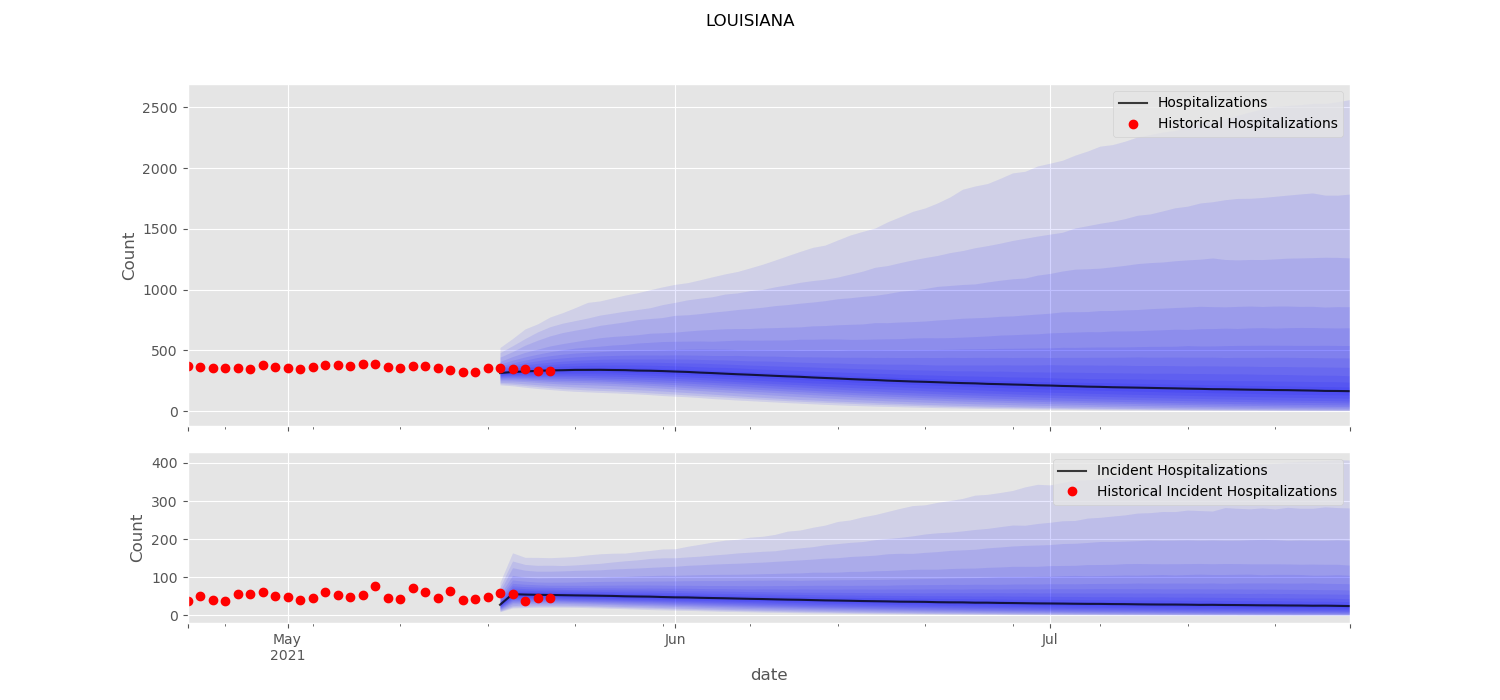 LOUISIANA
2500
2000
1500
1000
500
0
Count
Hospitalizations
Historical Hospitalizations
400
300
200
100
0
Count
Incident Hospitalizations
Historical Incident Hospitalizations
May
2021
Jun
Jul
date